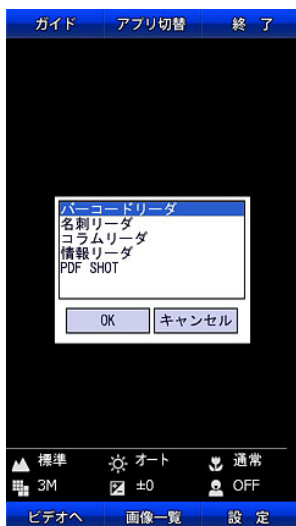 ガイド アプリ切替 終 了
バーコードリーダ
名刺リーダ
コラムリーダ
情報リーダ
PDF SHOT
OK キャンセル
標準 オート 通常
3M ±0 OFF
ビデオへ 画像一覧 設 定